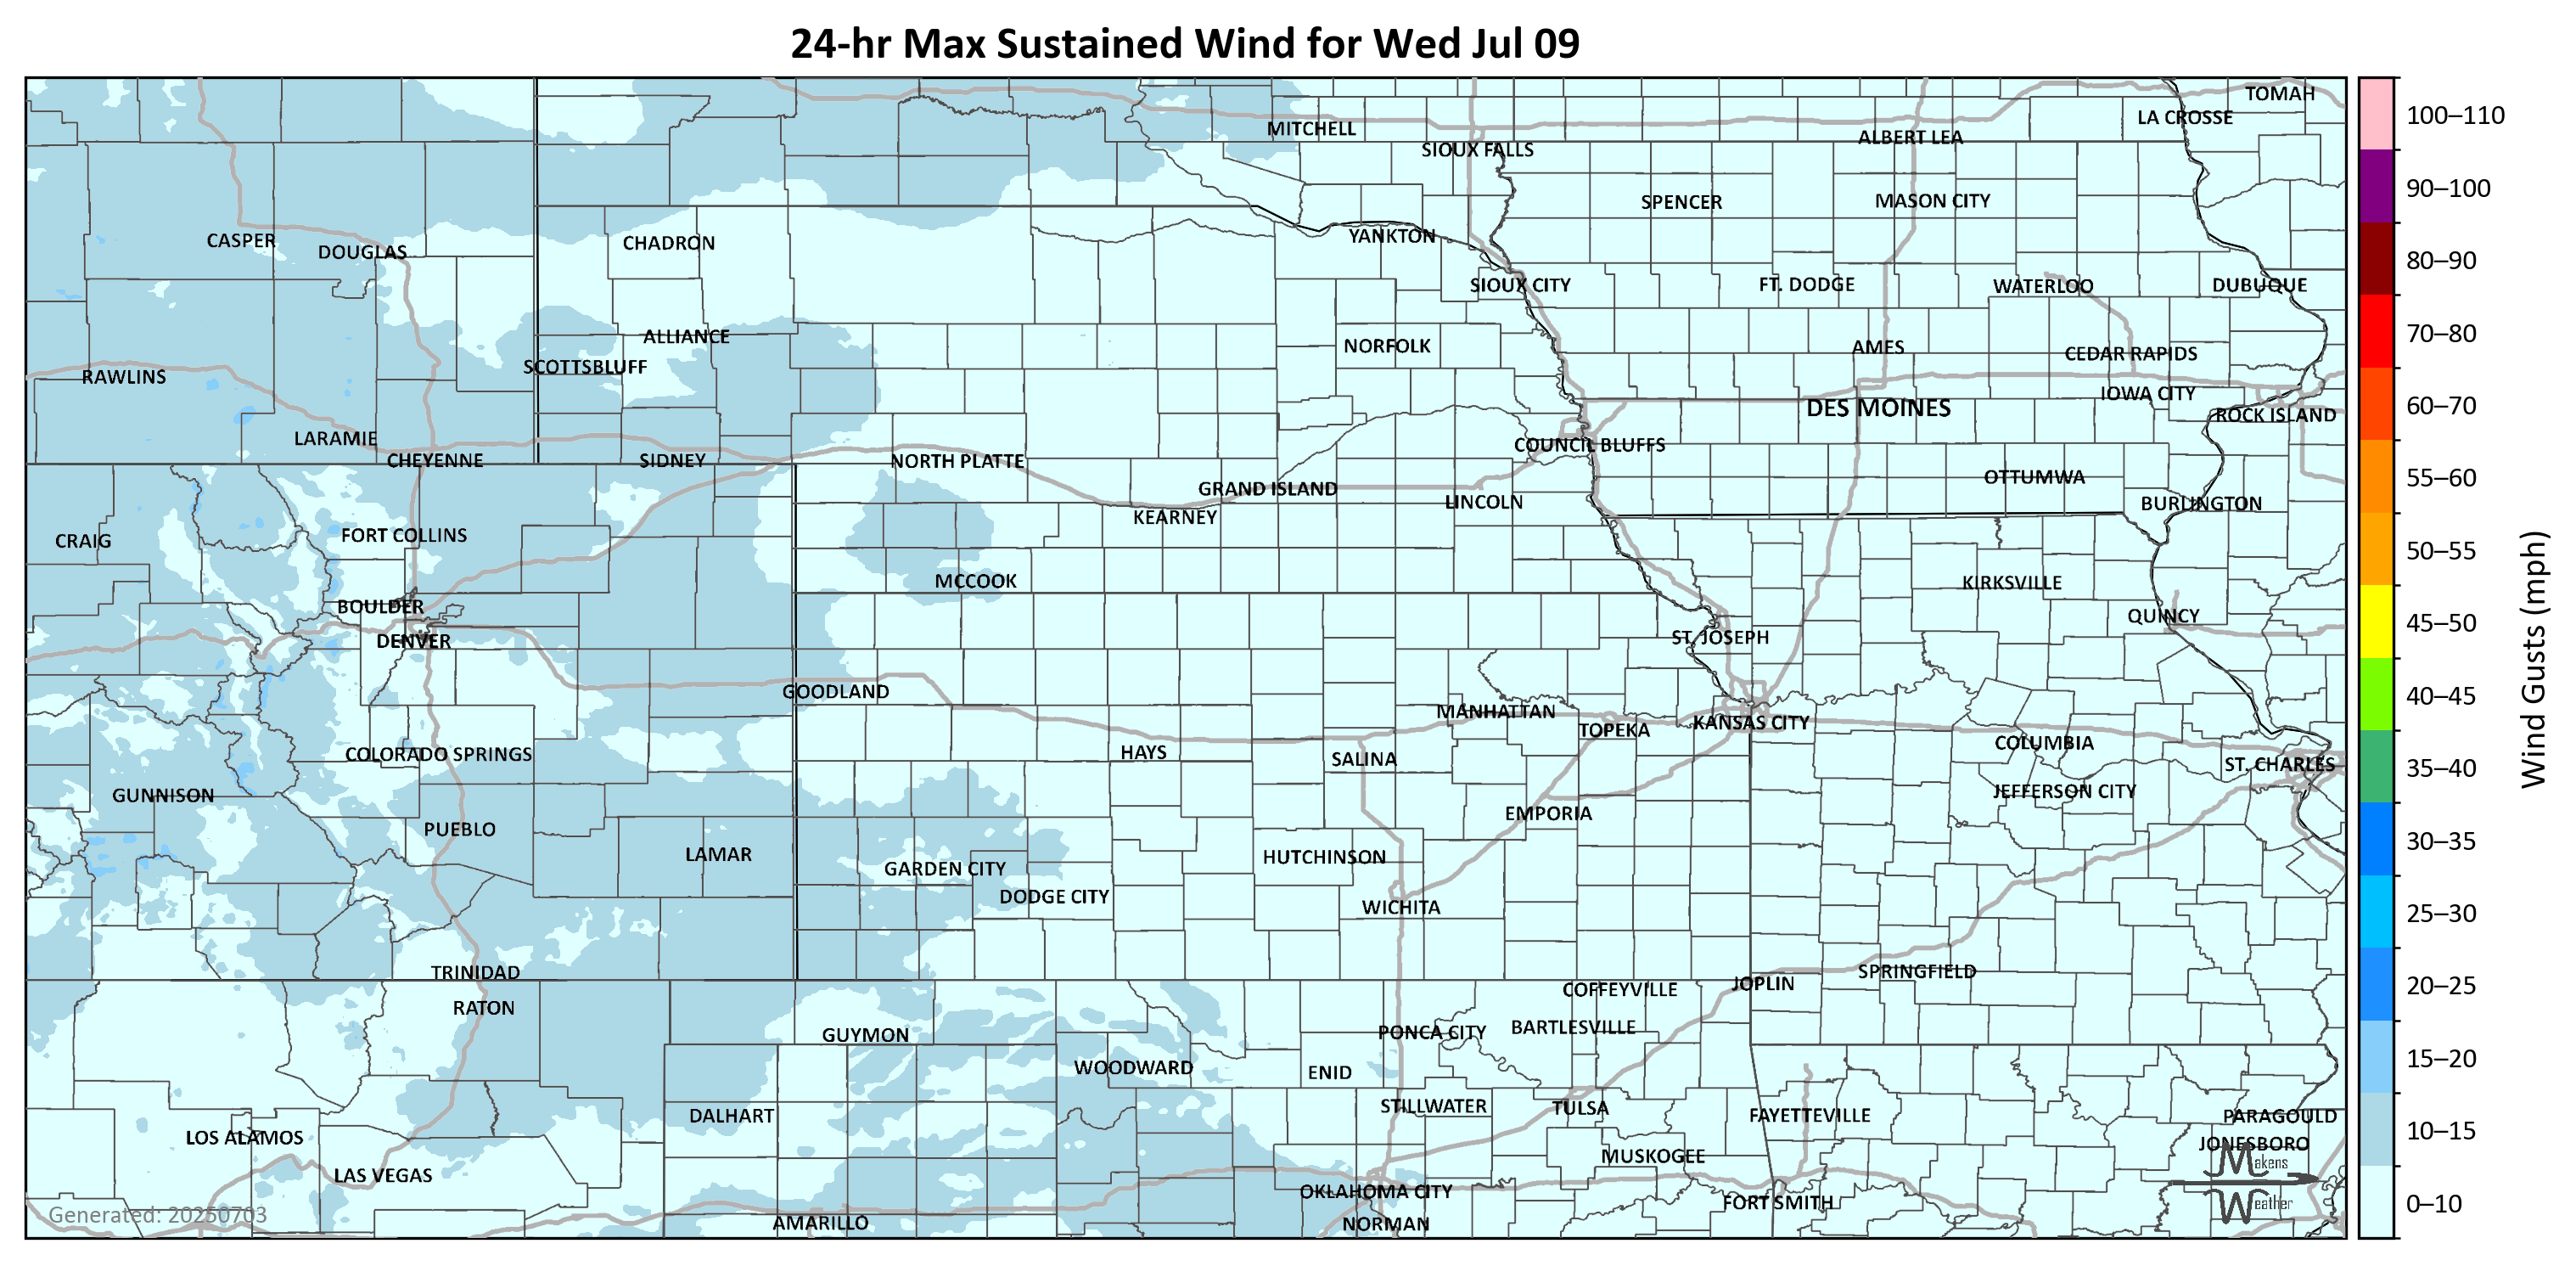 24-hr Max Sustained Wind for Wed Jul 09
TOMAH
LA CROSSE
MITCHELL
ALBERT LEA
SIOUX FALLS
SPENCER
MASON CITY
CASPER
DOUGLAS
CHADRON
YANKTON
SIOUX CITY
FT. DODGE
WATERLOO
DUBUQUE
ALLIANCE
NORFOLK
AMES
CEDAR RAPIDS
SCOTTSBLUFF
RAWLINS
IOWA CITY
DES MOINES
ROCK ISLAND
LARAMIE
COUNCIL BLUFFS
CHEYENNE
SIDNEY
NORTH PLATTE
OTTUMWA
GRAND ISLAND
LINCOLN
BURLINGTON
KEARNEY
FORT COLLINS
CRAIG
MCCOOK
KIRKSVILLE
BOULDER
QUINCY
DENVER
ST. JOSEPH
GOODLAND
MANHATTAN
TOPEKA
KANSAS CITY
COLUMBIA
COLORADO SPRINGS
HAYS
SALINA
ST. CHARLES
GUNNISON
JEFFERSON CITY
EMPORIA
PUEBLO
LAMAR
HUTCHINSON
GARDEN CITY
DODGE CITY
WICHITA
TRINIDAD
SPRINGFIELD
JOPLIN
COFFEYVILLE
RATON
GUYMON
PONCA CITY
BARTLESVILLE
WOODWARD
ENID
STILLWATER
TULSA
DALHART
FAYETTEVILLE
PARAGOULD
LOS ALAMOS
JONESBORO
MUSKOGEE
LAS VEGAS
OKLAHOMA CITY
FORT SMITH
AMARILLO
NORMAN
Generated: 20250703
Makens
Weather
100–110
90–100
80–90
70–80
60–70
55–60
50–55
45–50
40–45
35–40
30–35
25–30
20–25
15–20
10–15
0–10
Wind Gusts (mph)